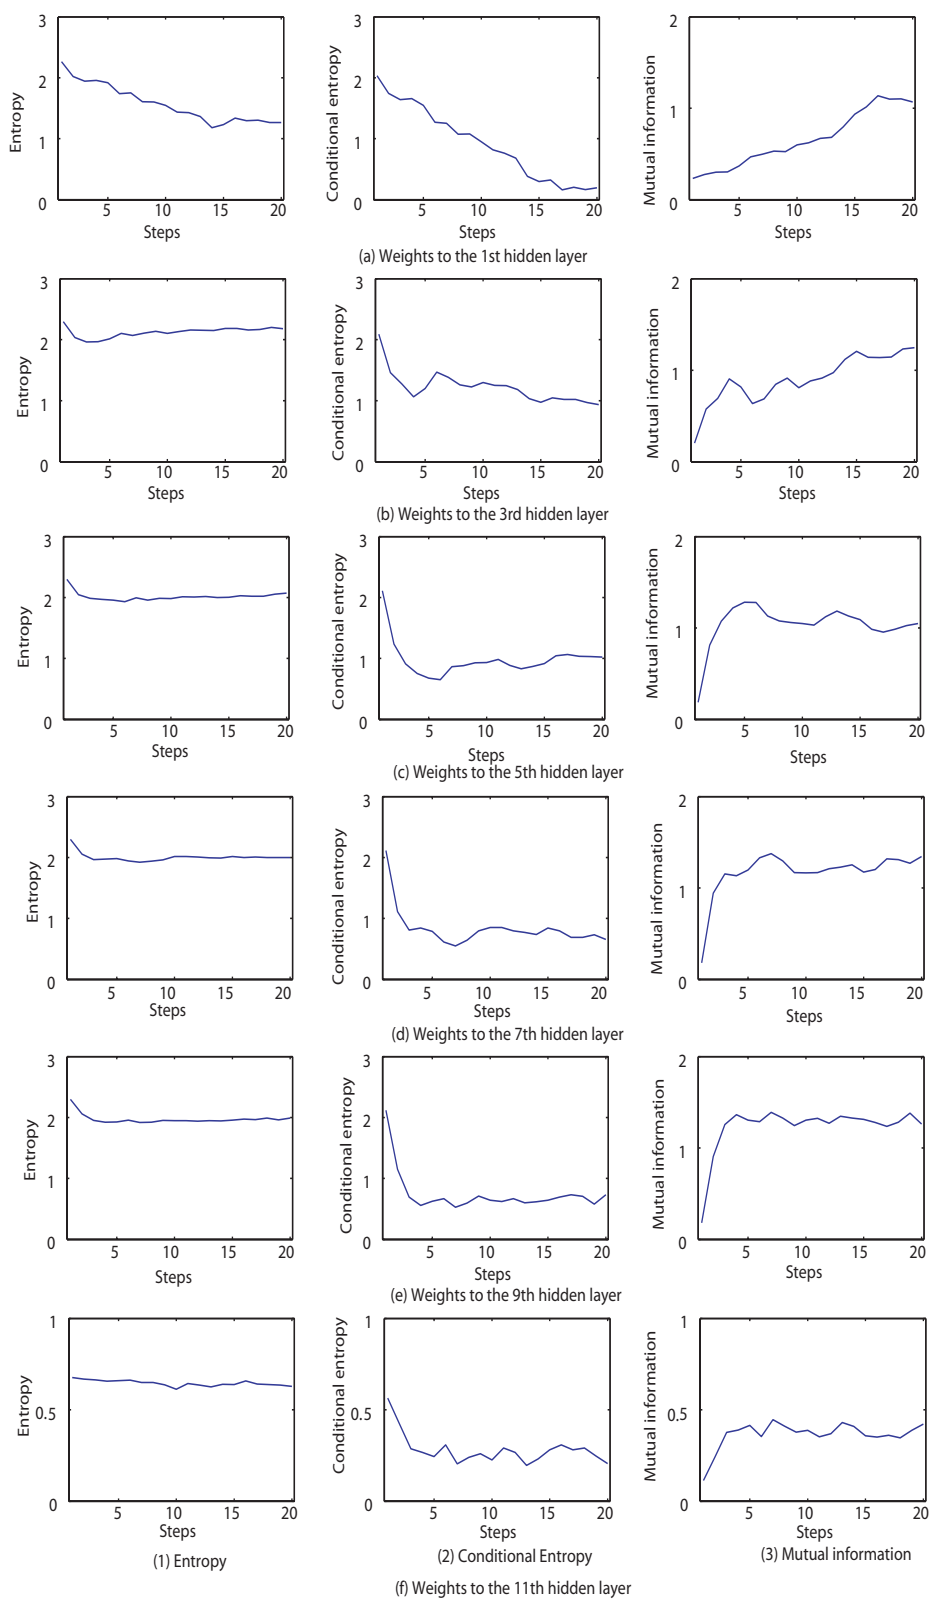 3 3 2
2 2
1 1 1
0 0 0
Entropy Conditional entropy Mutual information
5 10 15 20 5 10 15 20 5 10 15 20
Steps Steps Steps
(a) Weights to the 1st hidden layer
3 3 2
2 2
1 1 1
0 0 0
Entropy Conditional entropy Mutual information
5 10 15 20 5 10 15 20 5 10 15 20
Steps Steps Steps
(b) Weights to the 3rd hidden layer
3 3 2
2 2
1 1 1
0 0 0
Entropy Conditional entropy Mutual information
5 10 15 20 5 10 15 20 5 10 15 20
Steps Steps Steps
(c) Weights to the 5th hidden layer
3 3 2
2 2
1 1 1
0 0 0
Entropy Conditional entropy Mutual information
5 10 15 20 5 10 15 20 5 10 15 20
Steps Steps Steps
(d) Weights to the 7th hidden layer
3 3 2
2 2
1 1 1
0 0 0
Entropy Conditional entropy Mutual information
5 10 15 20 5 10 15 20 5 10 15 20
Steps Steps Steps
(e) Weights to the 9th hidden layer
1 1 1
0.5 0.5 0.5
0 0 0
Entropy Conditional entropy Mutual information
5 10 15 20 5 10 15 20 5 10 15 20
Steps Steps Steps
(1) Entropy (2) Conditional Entropy (3) Mutual information
(f) Weights to the 11th hidden layer